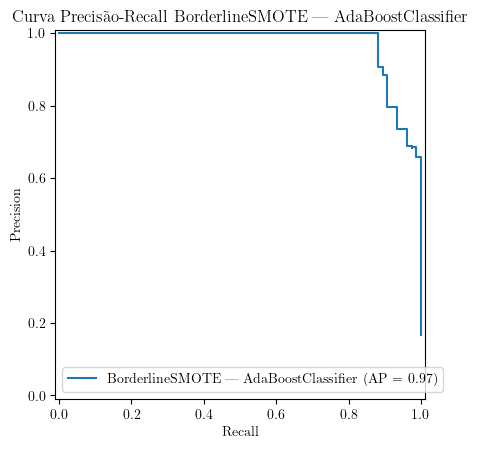 Curva Precisão-Recall BorderlineSMOTE — AdaBoostClassifier
1.0
0.8
0.6
0.4
0.2
0.0
Precision
BorderlineSMOTE — AdaBoostClassifier (AP = 0.97)
0.0 0.2 0.4 0.6 0.8 1.0
Recall